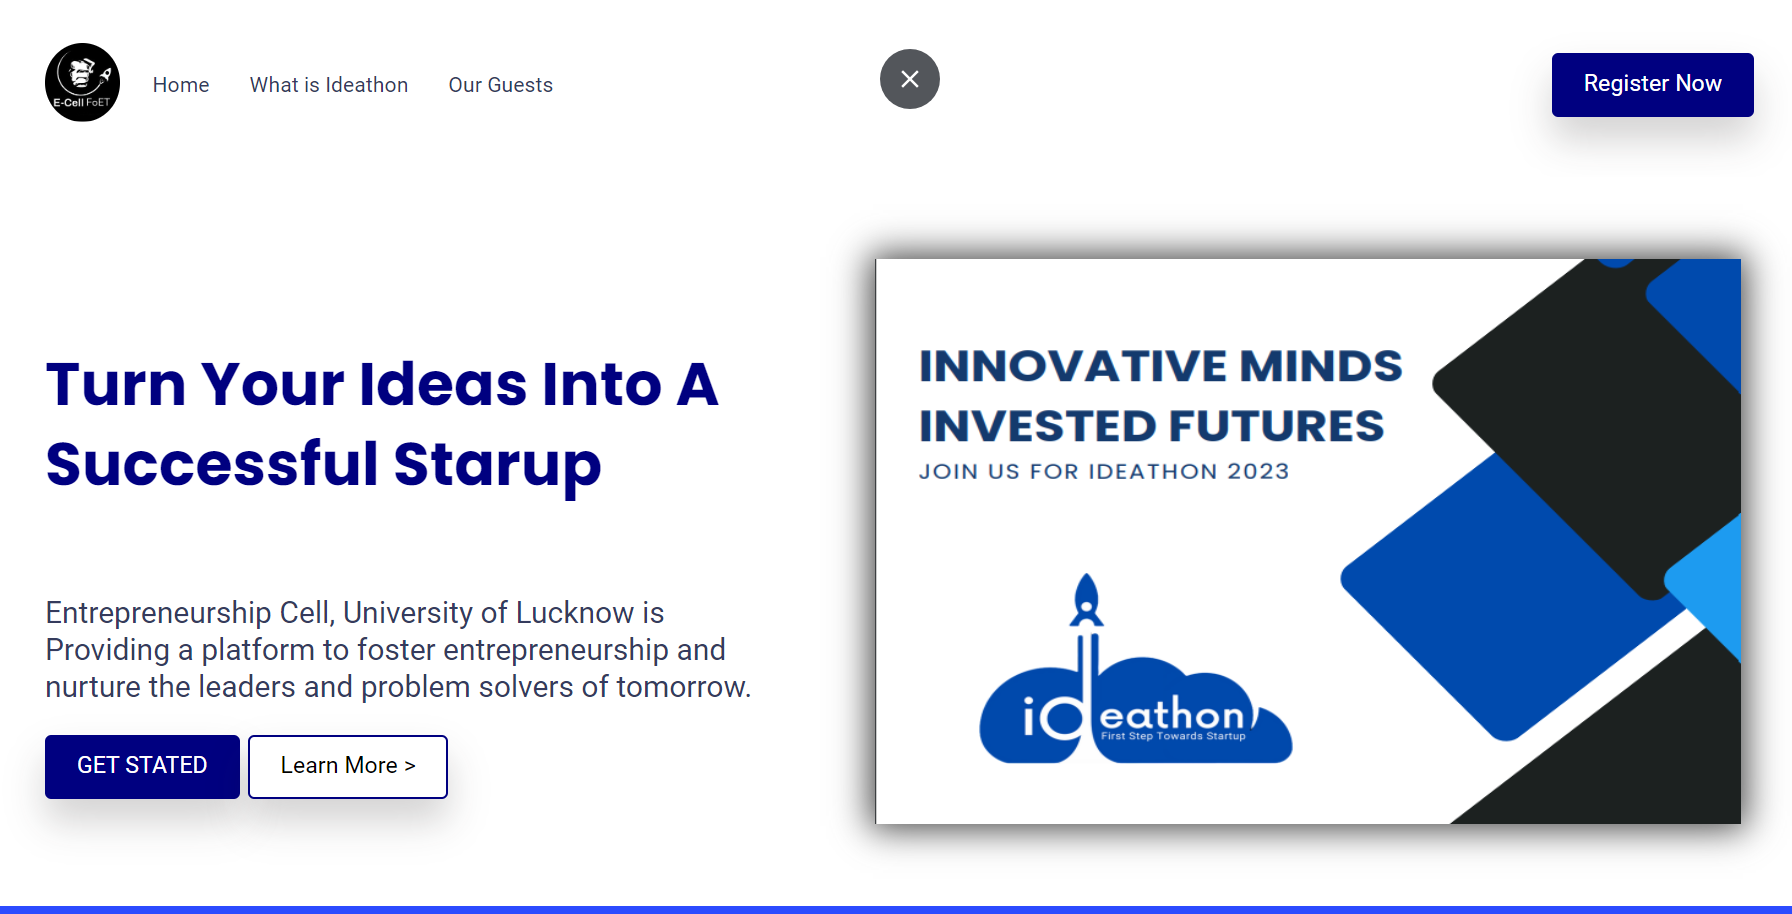 E-Cell FoET
Home
What is Ideathon
Our Guests
Register Now
Turn Your Ideas Into A
Successful Starup
Entrepreneurship Cell, University of Lucknow is
Providing a platform to foster entrepreneurship and
nurture the leaders and problem solvers of tomorrow.
GET STATED
Learn More >
INNOVATIVE MINDS
INVESTED FUTURES
JOIN US FOR IDEATHON 2023
ideathon
First Step Towards Startup